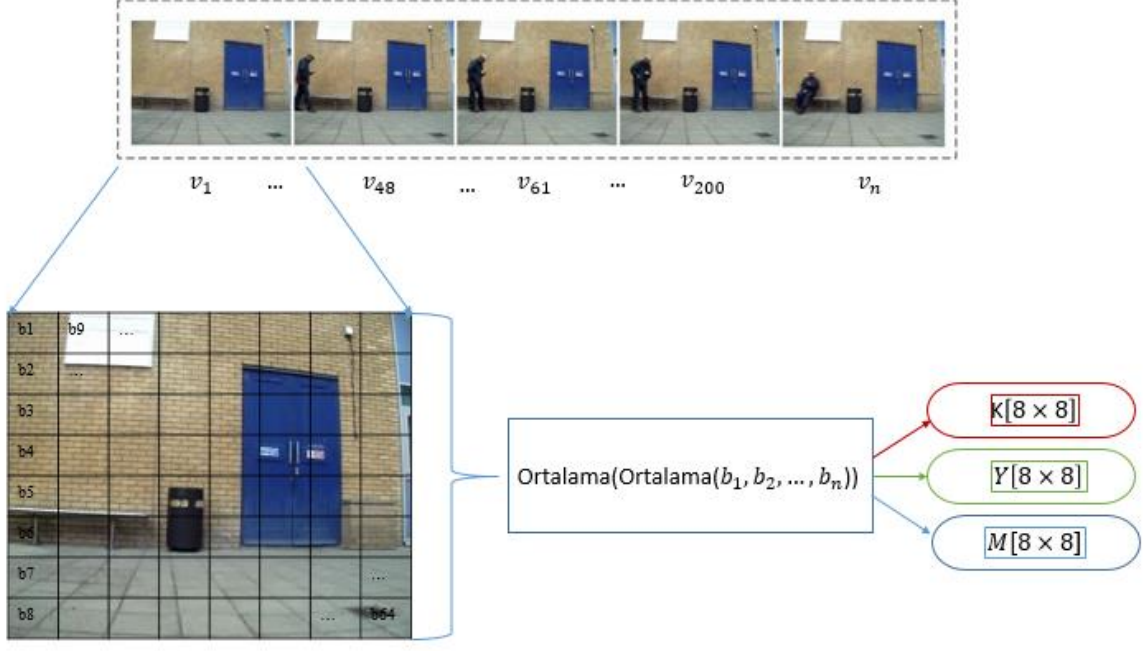 v₁ ... v₄₈ ... v₆₁ ... v₂₀₀ vₙ
b1 b9 ...
b2 ...
b3
b4
b5
b6
b7 ...
b8 ... b64
Ortalama(Ortalama(b₁, b₂, ..., bₙ))
K[8 × 8]
Y[8 × 8]
M[8 × 8]